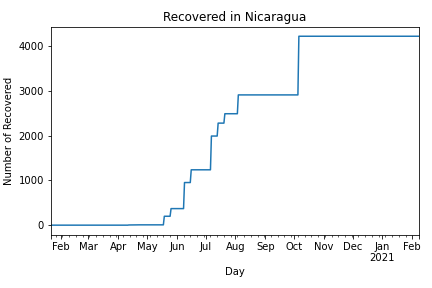 Recovered in Nicaragua
Number of Recovered
4000
3000
2000
1000
0
Feb Mar Apr May Jun Jul Aug Sep Oct Nov Dec Jan Feb
2021
Day